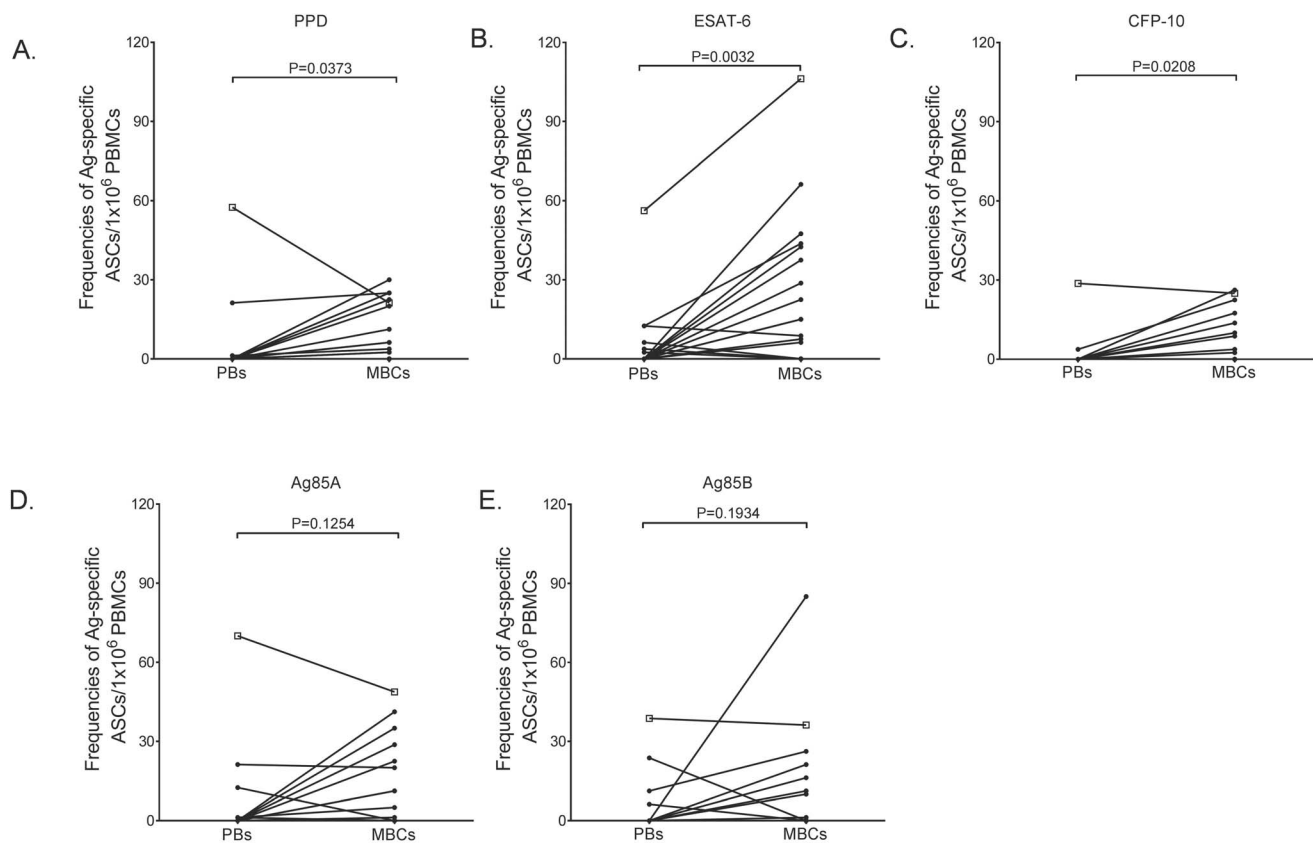 A.
PPD
P=0.0373
Frequencies of Ag-specific
ASCs/1x10⁶ PBMCs
120
90
60
30
0
PBs MBCs
B.
ESAT-6
P=0.0032
Frequencies of Ag-specific
ASCs/1x10⁶ PBMCs
120
90
60
30
0
PBs MBCs
C.
CFP-10
P=0.0208
Frequencies of Ag-specific
ASCs/1x10⁶ PBMCs
120
90
60
30
0
PBs MBCs
D.
Ag85A
P=0.1254
Frequencies of Ag-specific
ASCs/1x10⁶ PBMCs
120
90
60
30
0
PBs MBCs
E.
Ag85B
P=0.1934
Frequencies of Ag-specific
ASCs/1x10⁶ PBMCs
120
90
60
30
0
PBs MBCs